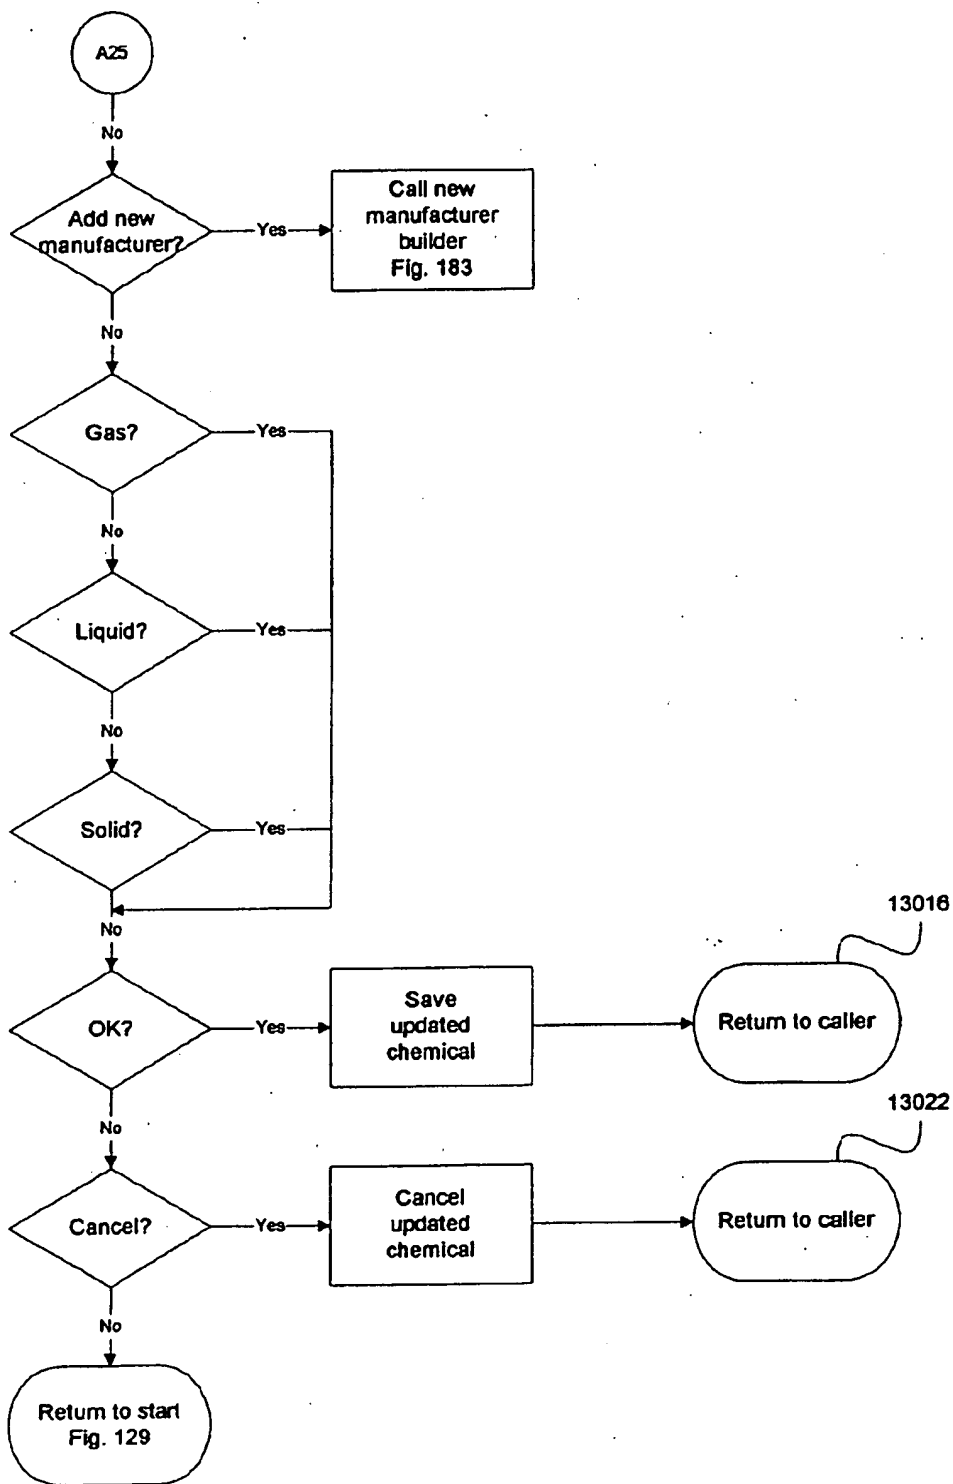 A25
No
Add new
manufacturer?
Yes
Call new
manufacturer
builder
Fig. 183
No
Gas?
Yes
No
Liquid?
Yes
No
Solid?
Yes
No
13016
OK?
Yes
Save
updated
chemical
Return to caller
No
13022
Cancel?
Yes
Cancel
updated
chemical
Return to caller
No
Return to start
Fig. 129